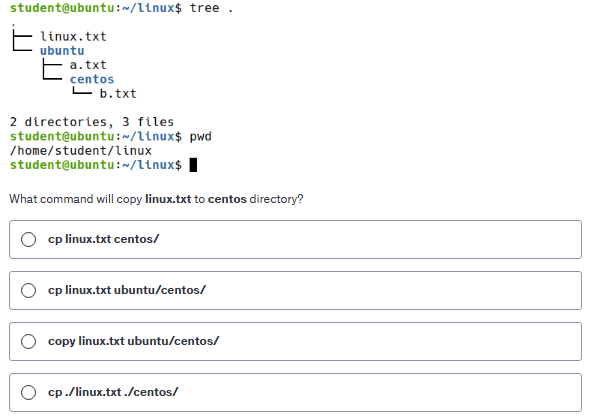 student@ubuntu:~/linux$ tree .
.
├── linux.txt
└── ubuntu
    ├── a.txt
    └── centos
        └── b.txt
2 directories, 3 files
student@ubuntu:~/linux$ pwd
/home/student/linux
student@ubuntu:~/linux$
What command will copy linux.txt to centos directory?
cp linux.txt centos/
cp linux.txt ubuntu/centos/
copy linux.txt ubuntu/centos/
cp ./linux.txt ./centos/